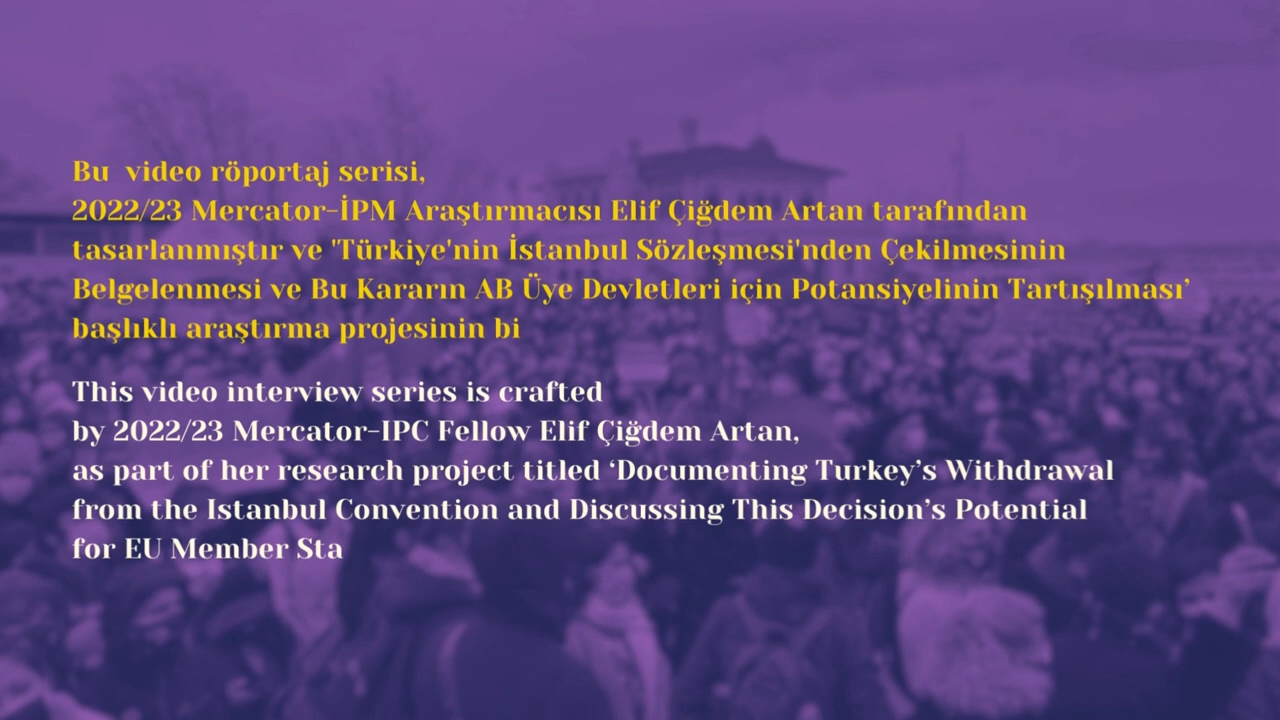 Bu  video röportaj serisi,
2022/23 Mercator-İPM Araştırmacısı Elif Çiğdem Artan tarafından
tasarlanmıştır ve 'Türkiye'nin İstanbul Sözleşmesi'nden Çekilmesinin
Belgelenmesi ve Bu Kararın AB Üye Devletleri için Potansiyelinin Tartışılması’
başlıklı araştırma projesinin bi
This video interview series is crafted
by 2022/23 Mercator-IPC Fellow Elif Çiğdem Artan,
as part of her research project titled ‘Documenting Turkey’s Withdrawal
from the Istanbul Convention and Discussing This Decision’s Potential
for EU Member Sta